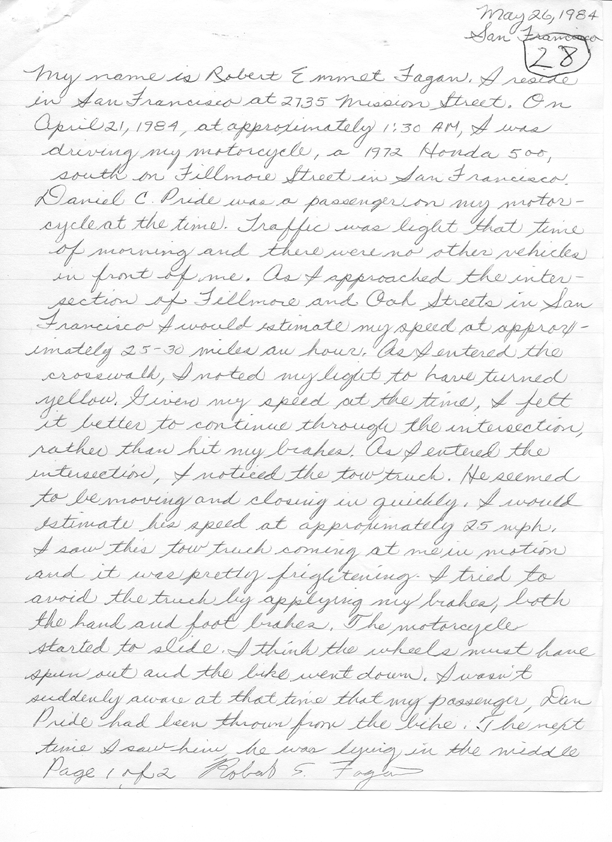 May 26, 1984
San Francisco
28
My name is Robert Emmet Fagan. I reside
in San Francisco at 2735 Mission Street. On
April 21, 1984, at approximately 1:30 AM, I was
driving my motorcycle, a 1972 Honda 500,
south on Fillmore Street in San Francisco.
Daniel C. Pride was a passenger on my motor-
cycle at the time. Traffic was light that time
of morning and there were no other vehicles
in front of me. As I approached the inter-
section of Fillmore and Oak Streets in San
Francisco I would estimate my speed at approx-
imately 25-30 miles an hour. As I entered the
crosswalk, I noted my light to have turned
yellow. Given my speed at the time, I felt
it better to continue through the intersection,
rather than hit my brakes. As I entered the
intersection, I noticed the tow truck. He seemed
to be moving and closing in quickly. I would
estimate his speed at approximately 25 mph.
I saw this tow truck coming at me in motion
and it was pretty frightening. I tried to
avoid the truck by applying my brakes, both
the hand and foot brakes. The motorcycle
started to slide. I think the wheels must have
spun out and the bike went down. I wasn't
suddenly aware at that time that my passenger, Dan
Pride had been thrown from the bike. The next
time I saw him, he was lying in the middle
Page 1 of 2 Robert E. Fagan